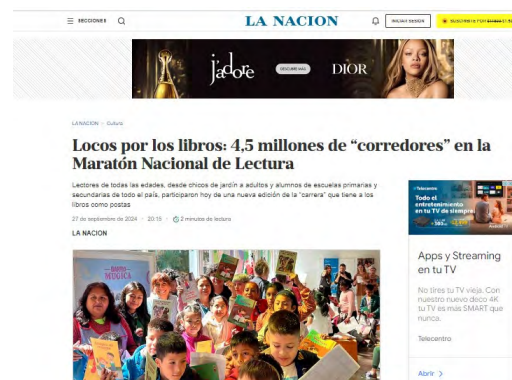 SECCIONES
LA NACION
INICIAR SESIÓN
SUSCRIBITE POR
j'adore
DESCUBRÍ MÁS
DIOR
LA NACION > Cultura
Locos por los libros: 4,5 millones de “corredores” en la
Maratón Nacional de Lectura
Lectores de todas las edades, desde chicos de jardín a adultos y alumnos de escuelas primarias y
secundarias de todo el país, participaron hoy de una nueva edición de la “carrera” que tiene a los
libros como postas
27 de septiembre de 2024 · 20:15 · 2 minutos de lectura
LA NACION
Telecentro
Todo el
entretenimiento
en tu TV de siempre
BARRIO
MUGICA
Apps y Streaming
en tu TV
No tires tu TV vieja. Con
nuestro nuevo deco 4K
tu TV es más SMART que
nunca.
Telecentro
Abrir >